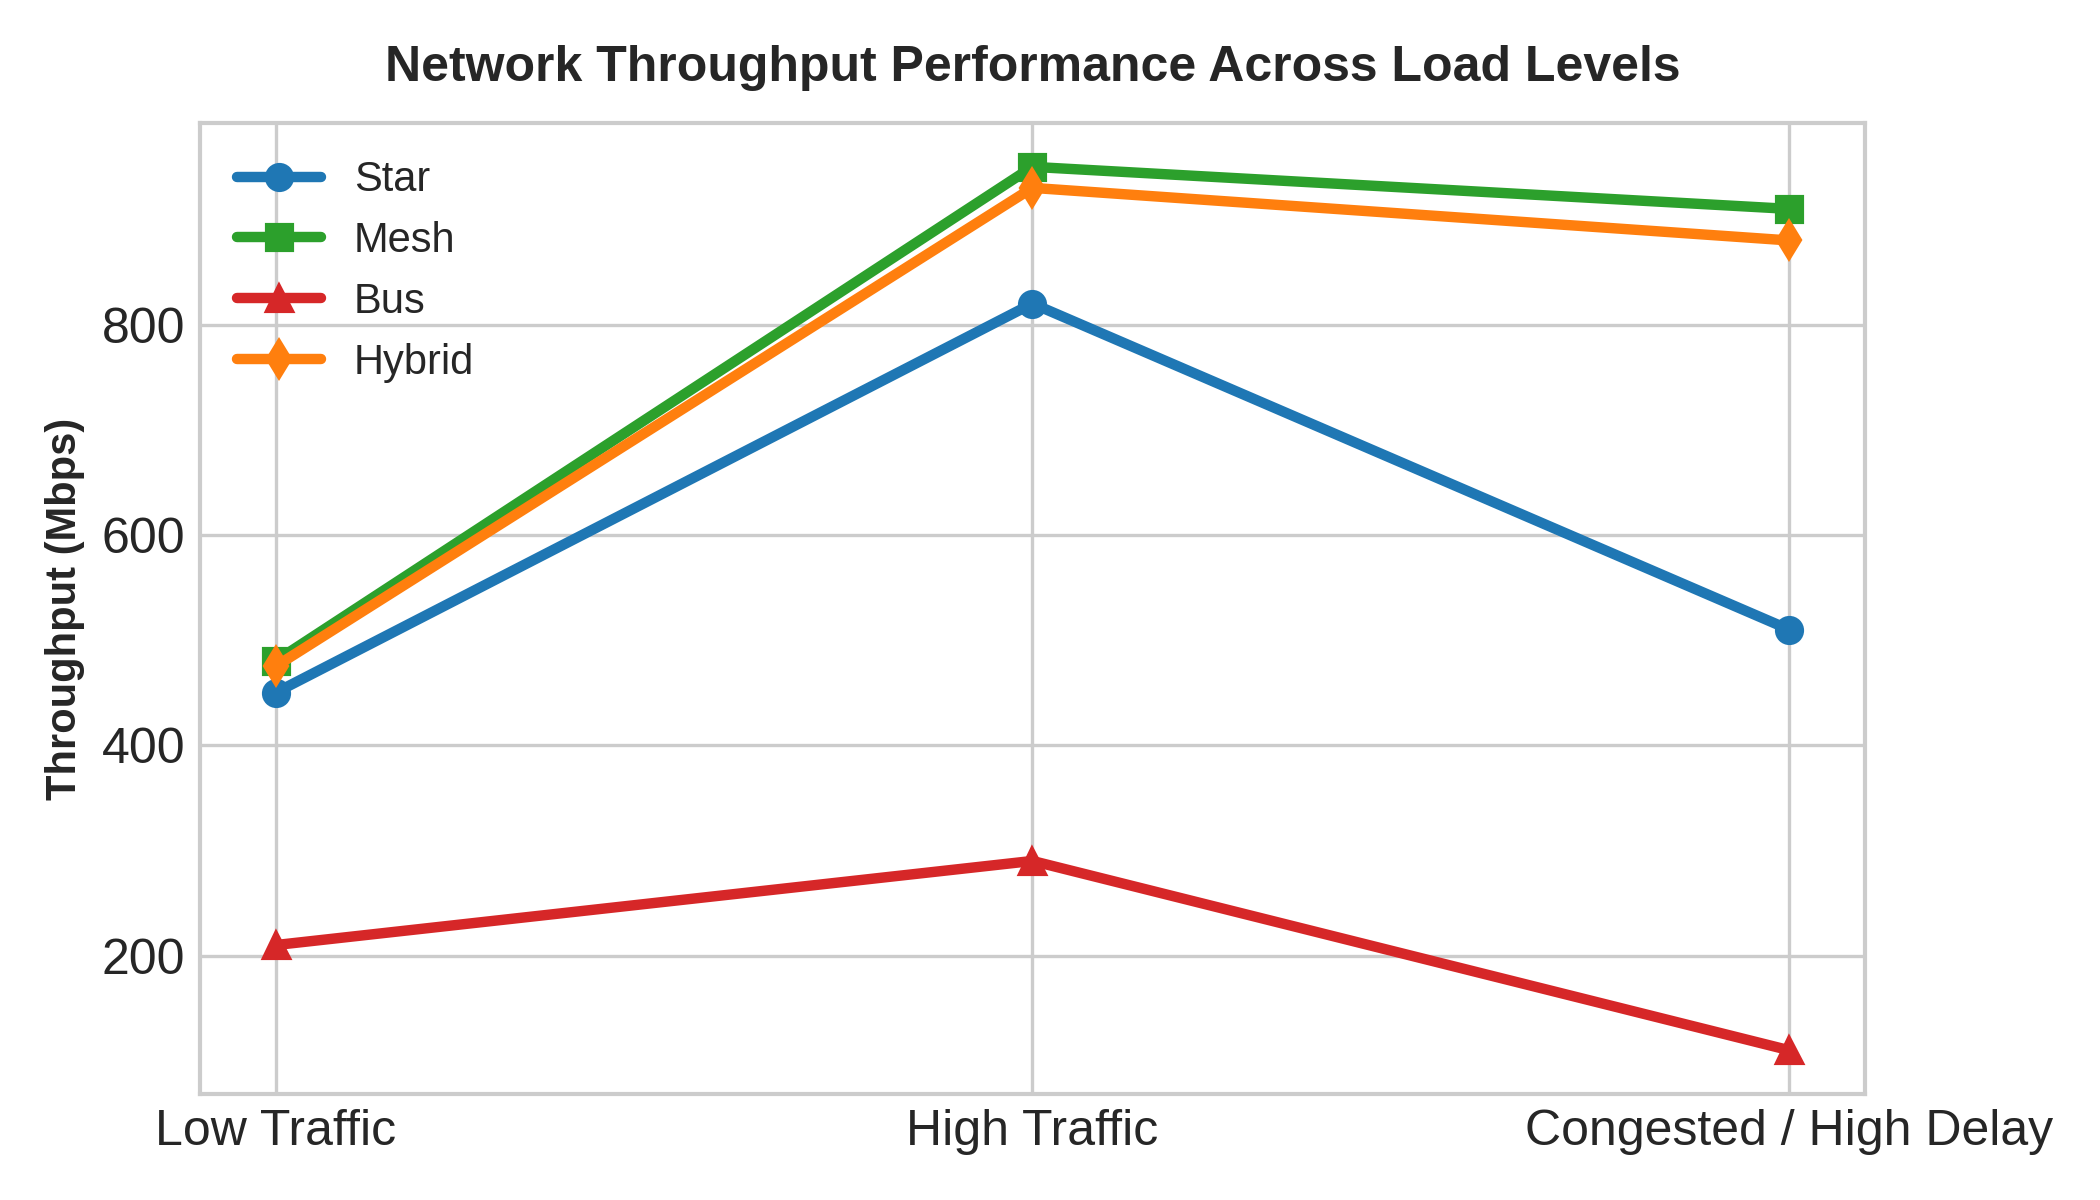 Network Throughput Performance Across Load Levels
Star
Mesh
Bus
Hybrid
Throughput (Mbps)
800
600
400
200
Low Traffic
High Traffic
Congested / High Delay